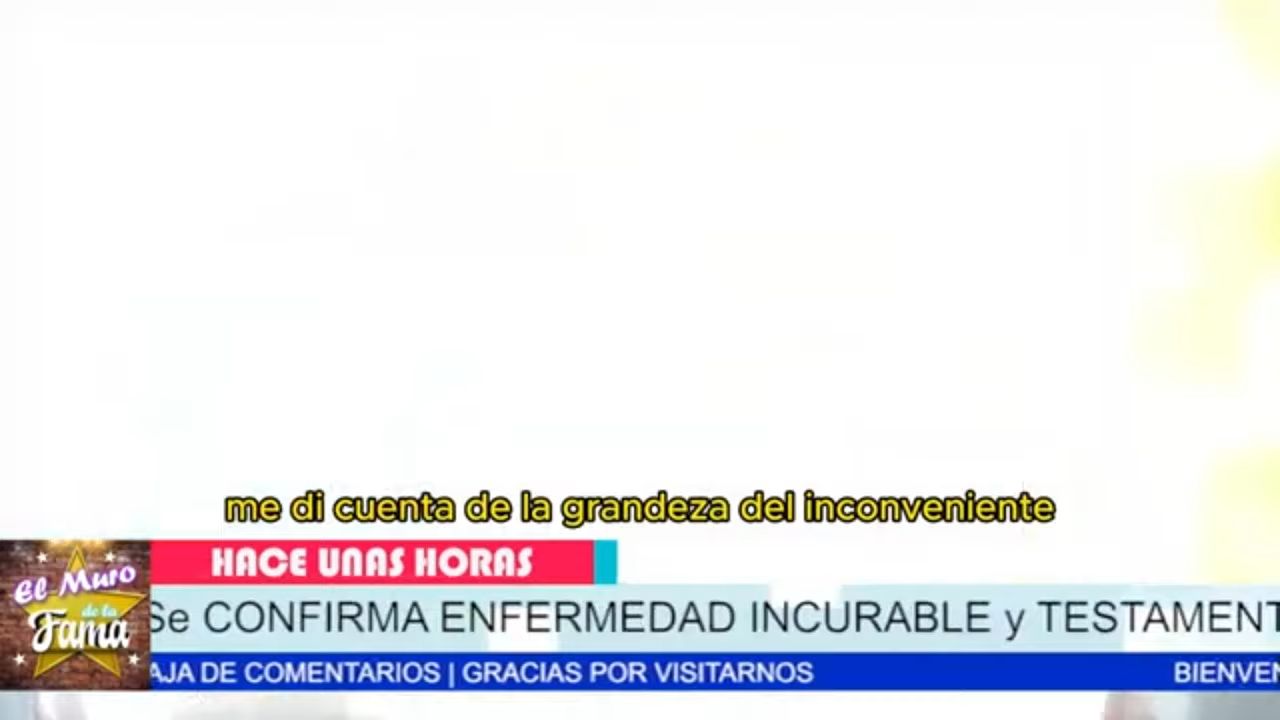 me di cuenta de la grandeza del inconveniente
HACE UNAS HORAS
El Muro
de la
Fama
Se CONFIRMA ENFERMEDAD INCURABLE y TESTAMENT
AJA DE COMENTARIOS | GRACIAS POR VISITARNOS
BIENVEN